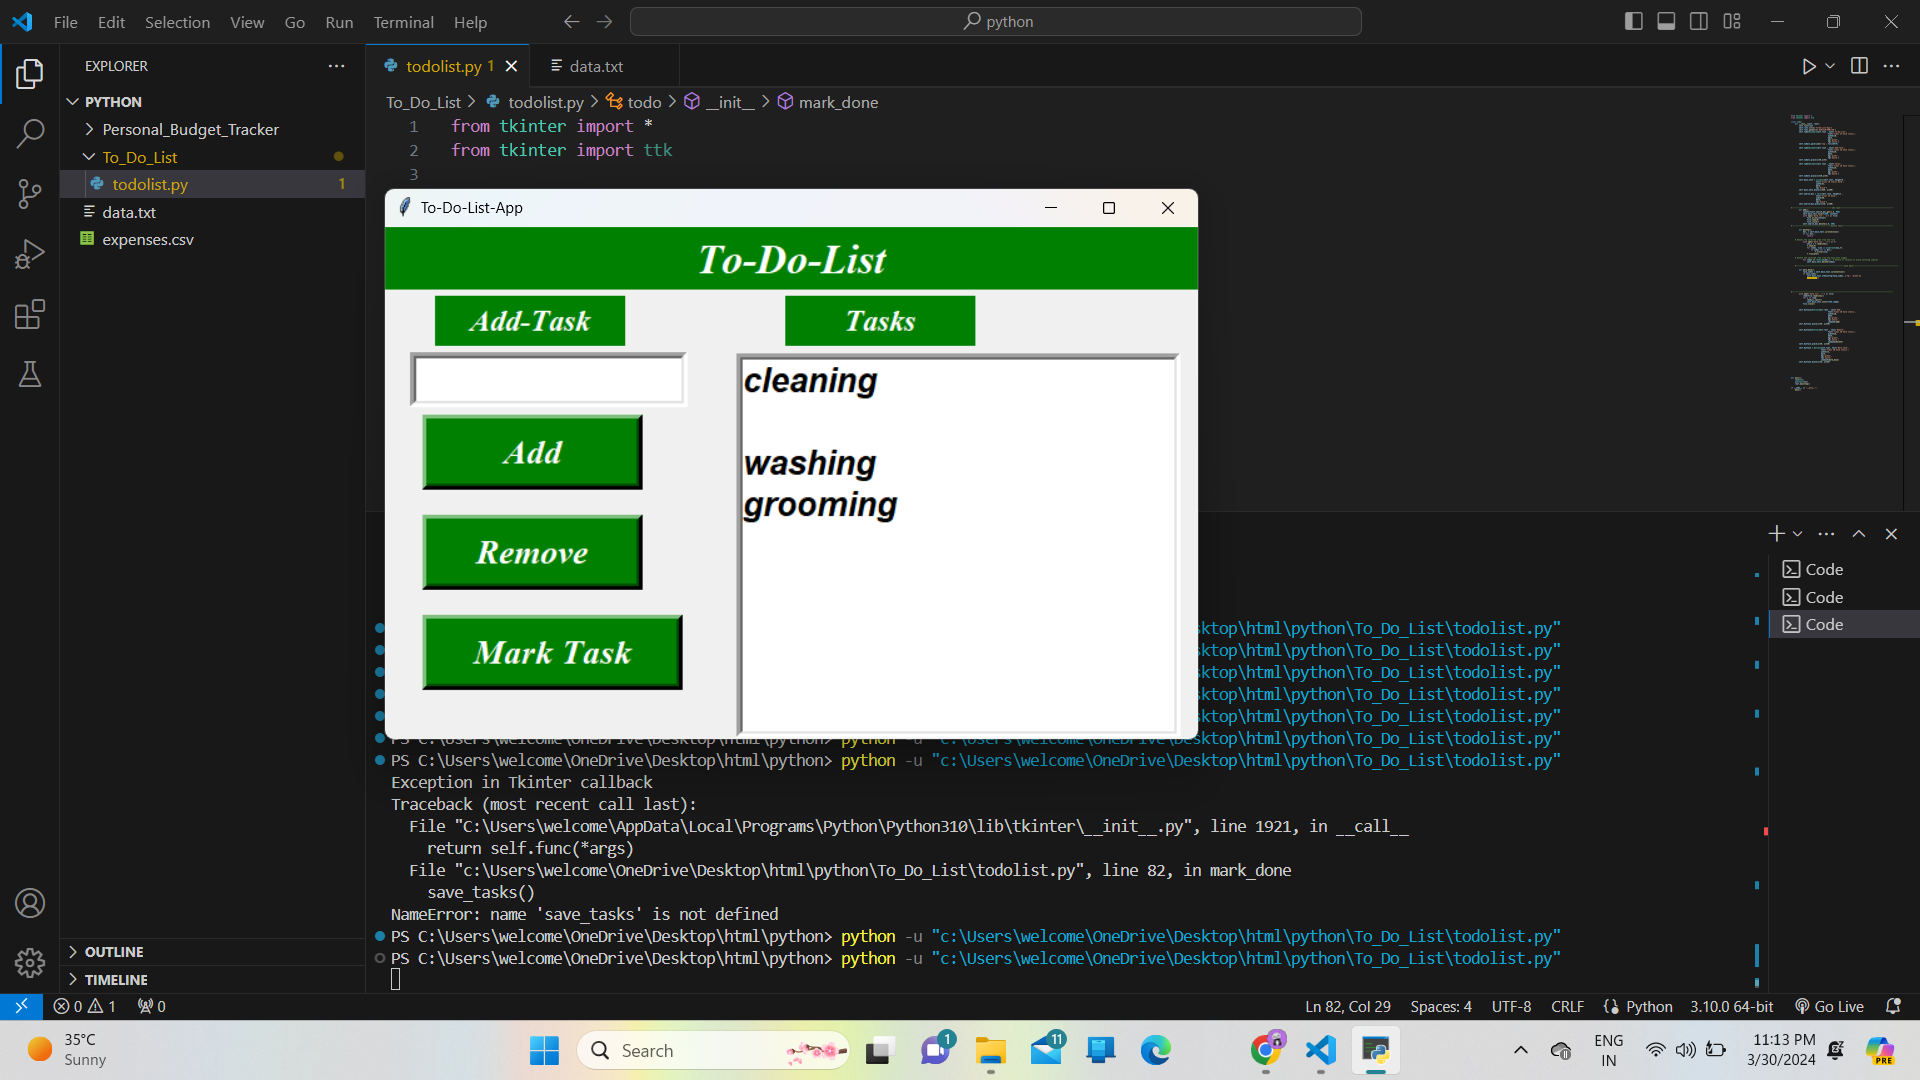 File Edit Selection View Go Run Terminal Help
python
EXPLORER
PYTHON
Personal_Budget_Tracker
To_Do_List
todolist.py 1
data.txt
expenses.csv
OUTLINE
TIMELINE
todolist.py 1
data.txt
To_Do_List > todolist.py > todo > __init__ > mark_done
1 from tkinter import *
2 from tkinter import ttk
3
To-Do-List-App
To-Do-List
Add-Task
Tasks
Add
Remove
Mark Task
cleaning
washing
grooming
Code
Code
Code
sktop\html\python\To_Do_List\todolist.py"
sktop\html\python\To_Do_List\todolist.py"
sktop\html\python\To_Do_List\todolist.py"
sktop\html\python\To_Do_List\todolist.py"
sktop\html\python\To_Do_List\todolist.py"
PS C:\Users\welcome\OneDrive\Desktop\html\python> python -u "c:\Users\welcome\OneDrive\Desktop\html\python\To_Do_List\todolist.py"
PS C:\Users\welcome\OneDrive\Desktop\html\python> python -u "c:\Users\welcome\OneDrive\Desktop\html\python\To_Do_List\todolist.py"
Exception in Tkinter callback
Traceback (most recent call last):
File "C:\Users\welcome\AppData\Local\Programs\Python\Python310\lib\tkinter\__init__.py", line 1921, in __call__
return self.func(*args)
File "c:\Users\welcome\OneDrive\Desktop\html\python\To_Do_List\todolist.py", line 82, in mark_done
save_tasks()
NameError: name 'save_tasks' is not defined
PS C:\Users\welcome\OneDrive\Desktop\html\python> python -u "c:\Users\welcome\OneDrive\Desktop\html\python\To_Do_List\todolist.py"
PS C:\Users\welcome\OneDrive\Desktop\html\python> python -u "c:\Users\welcome\OneDrive\Desktop\html\python\To_Do_List\todolist.py"
0 1 0
Ln 82, Col 29 Spaces: 4 UTF-8 CRLF {} Python 3.10.0 64-bit Go Live
35°C
Sunny
Search
1
11
PRE
ENG
IN
11:13 PM
3/30/2024